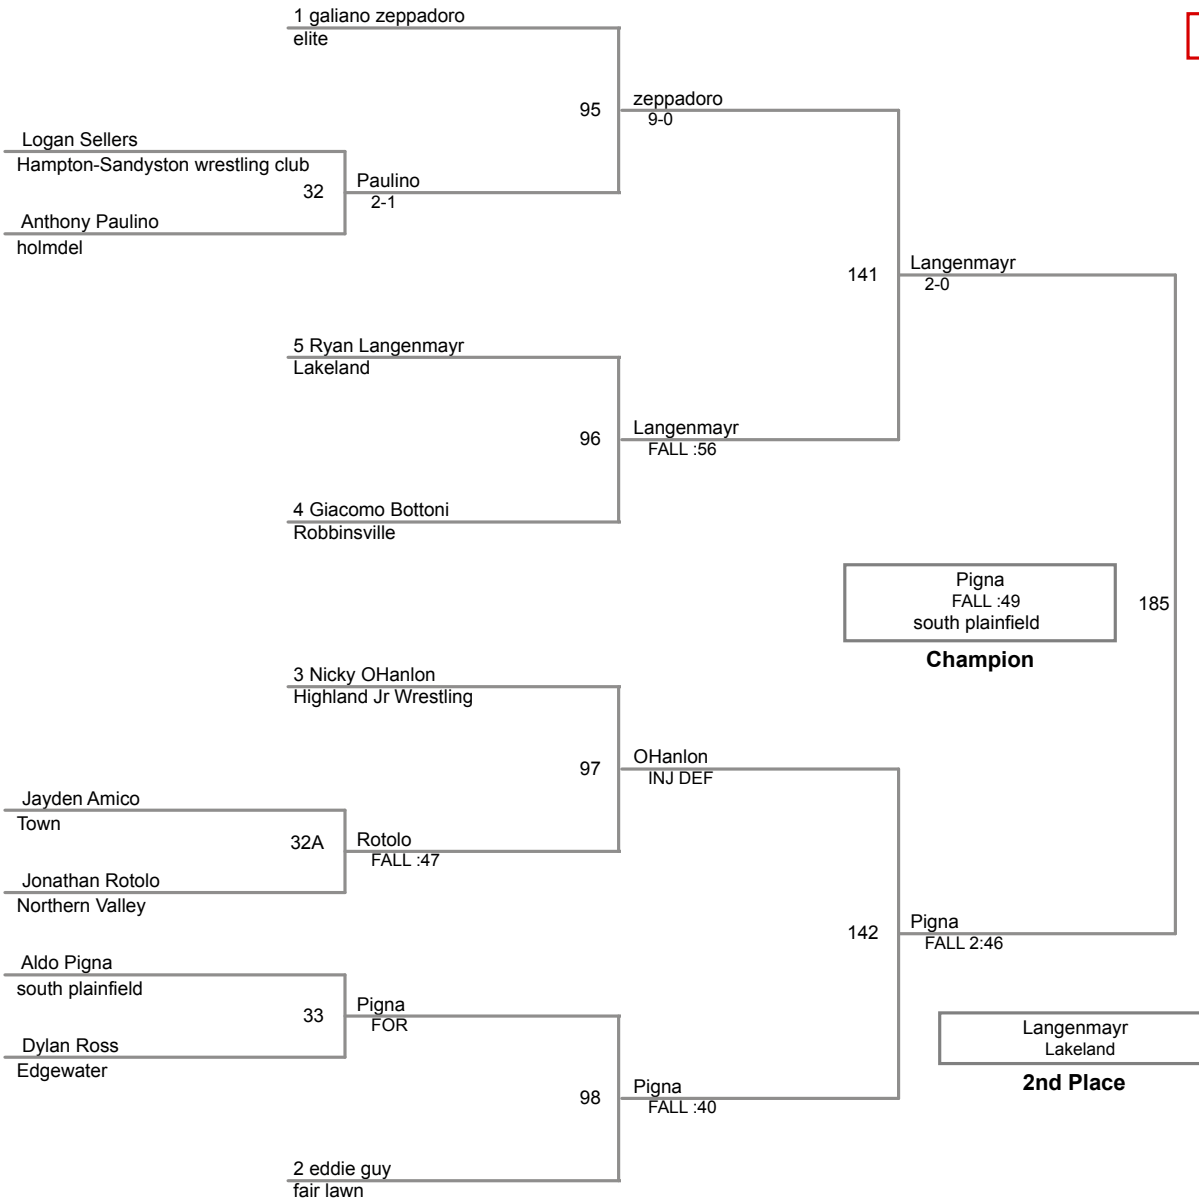 1 galiano zeppadoro
elite
95
zeppadoro
9-0
Logan Sellers
Hampton-Sandyston wrestling club
32
Paulino
2-1
Anthony Paulino
holmdel
141
Langenmayr
2-0
5 Ryan Langenmayr
Lakeland
96
Langenmayr
FALL :56
4 Giacomo Bottoni
Robbinsville
Pigna
FALL :49
south plainfield
185
Champion
3 Nicky OHanlon
Highland Jr Wrestling
97
OHanlon
INJ DEF
Jayden Amico
Town
32A
Rotolo
FALL :47
Jonathan Rotolo
Northern Valley
142
Pigna
FALL 2:46
Aldo Pigna
south plainfield
33
Pigna
FOR
Dylan Ross
Edgewater
Langenmayr
Lakeland
2nd Place
98
Pigna
FALL :40
2 eddie guy
fair lawn